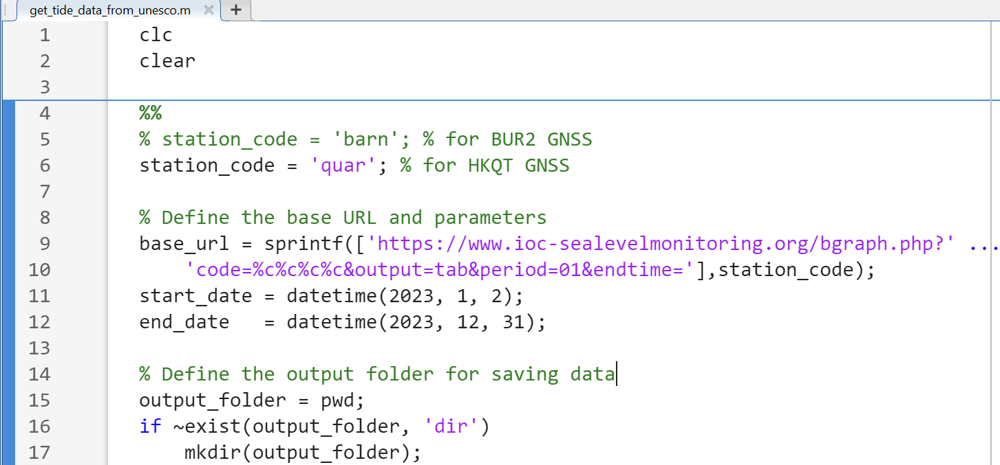 get_tide_data_from_unesco.m × +
1 clc
2 clear
3
4 %%
5 % station_code = 'barn'; % for BUR2 GNSS
6 station_code = 'quar'; % for HKQT GNSS
7
8 % Define the base URL and parameters
9 base_url = sprintf(['https://www.ioc-sealevelmonitoring.org/bgraph.php?' ...
10 'code=%c%c%c%c&output=tab&period=01&endtime='],station_code);
11 start_date = datetime(2023, 1, 2);
12 end_date   = datetime(2023, 12, 31);
13
14 % Define the output folder for saving data
15 output_folder = pwd;
16 if ~exist(output_folder, 'dir')
17     mkdir(output_folder);